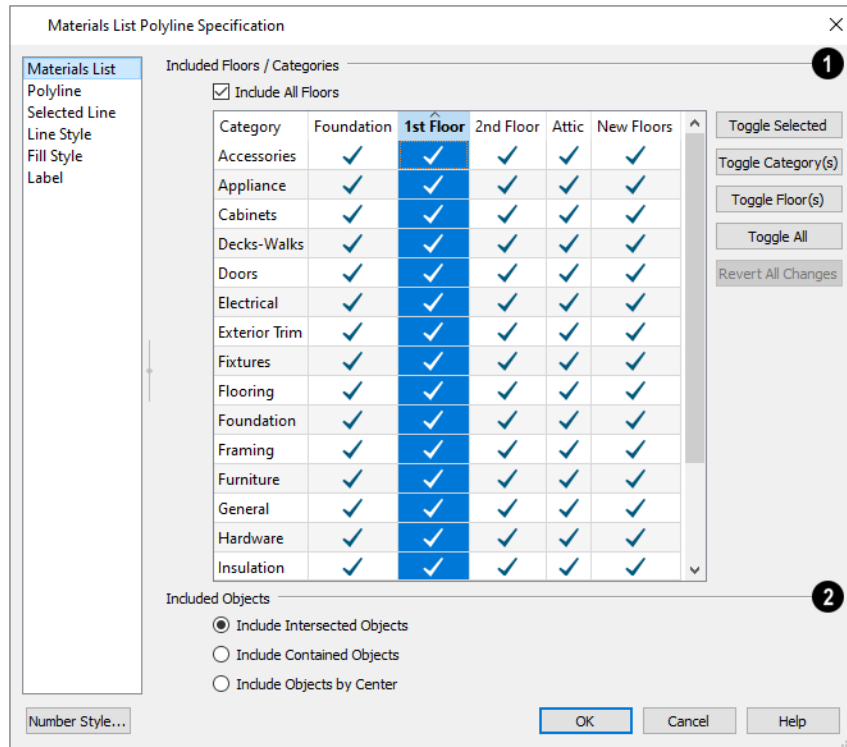 Materials List Polyline Specification
Materials List
Polyline
Selected Line
Line Style
Fill Style
Label
Included Floors / Categories
1
Include All Floors
Category Foundation 1st Floor 2nd Floor Attic New Floors
Accessories
Appliance
Cabinets
Decks-Walks
Doors
Electrical
Exterior Trim
Fixtures
Flooring
Foundation
Framing
Furniture
General
Hardware
Insulation
Toggle Selected
Toggle Category(s)
Toggle Floor(s)
Toggle All
Revert All Changes
Included Objects
2
Include Intersected Objects
Include Contained Objects
Include Objects by Center
Number Style...
OK
Cancel
Help